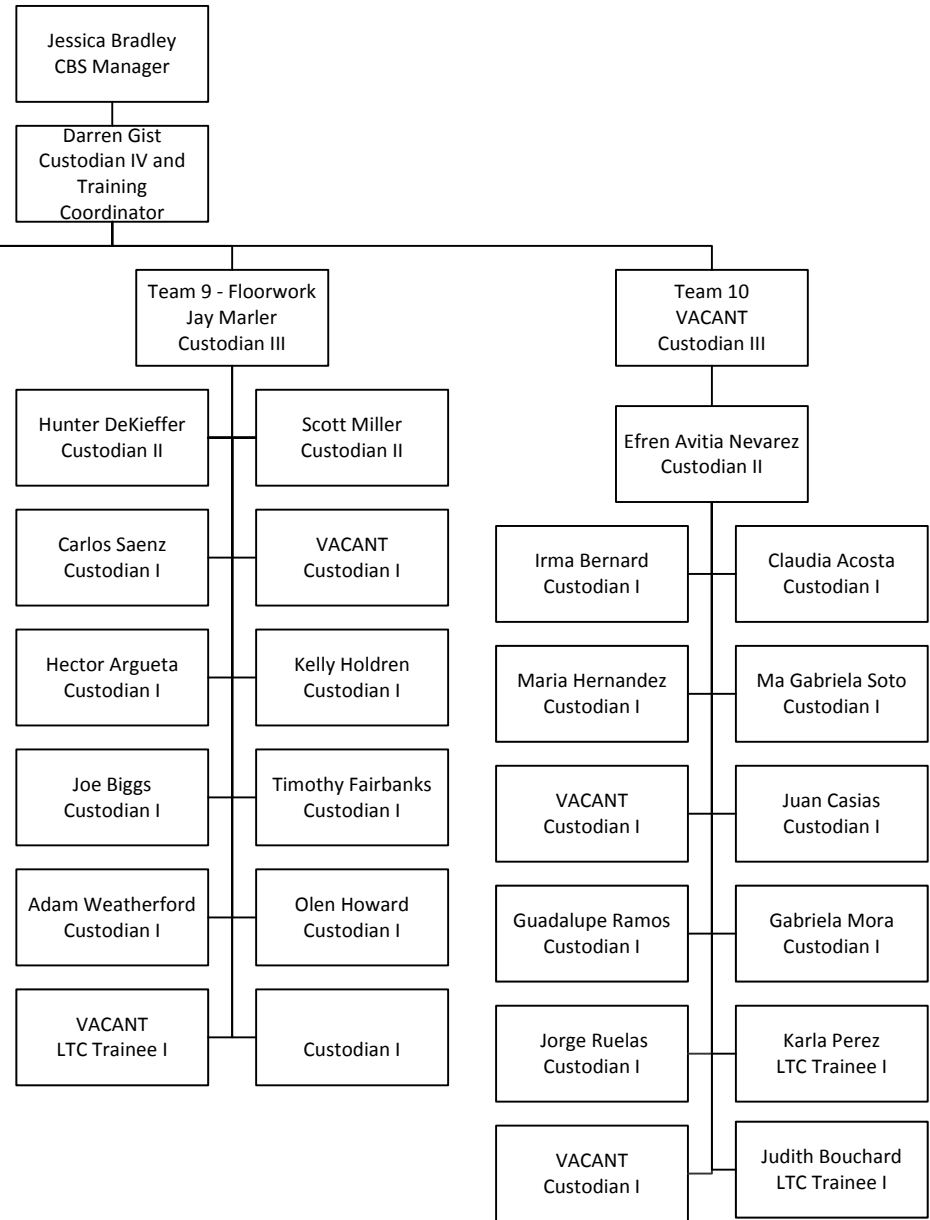 Jessica Bradley
CBS Manager
Darren Gist
Custodian IV and
Training
Coordinator
Team 9 - Floorwork
Jay Marler
Custodian III
Team 10
VACANT
Custodian III
Hunter DeKieffer
Custodian II
Scott Miller
Custodian II
Carlos Saenz
Custodian I
VACANT
Custodian I
Hector Argueta
Custodian I
Kelly Holdren
Custodian I
Joe Biggs
Custodian I
Timothy Fairbanks
Custodian I
Adam Weatherford
Custodian I
Olen Howard
Custodian I
VACANT
LTC Trainee I
Custodian I
Efren Avitia Nevarez
Custodian II
Irma Bernard
Custodian I
Claudia Acosta
Custodian I
Maria Hernandez
Custodian I
Ma Gabriela Soto
Custodian I
VACANT
Custodian I
Juan Casias
Custodian I
Guadalupe Ramos
Custodian I
Gabriela Mora
Custodian I
Jorge Ruelas
Custodian I
Karla Perez
LTC Trainee I
VACANT
Custodian I
Judith Bouchard
LTC Trainee I